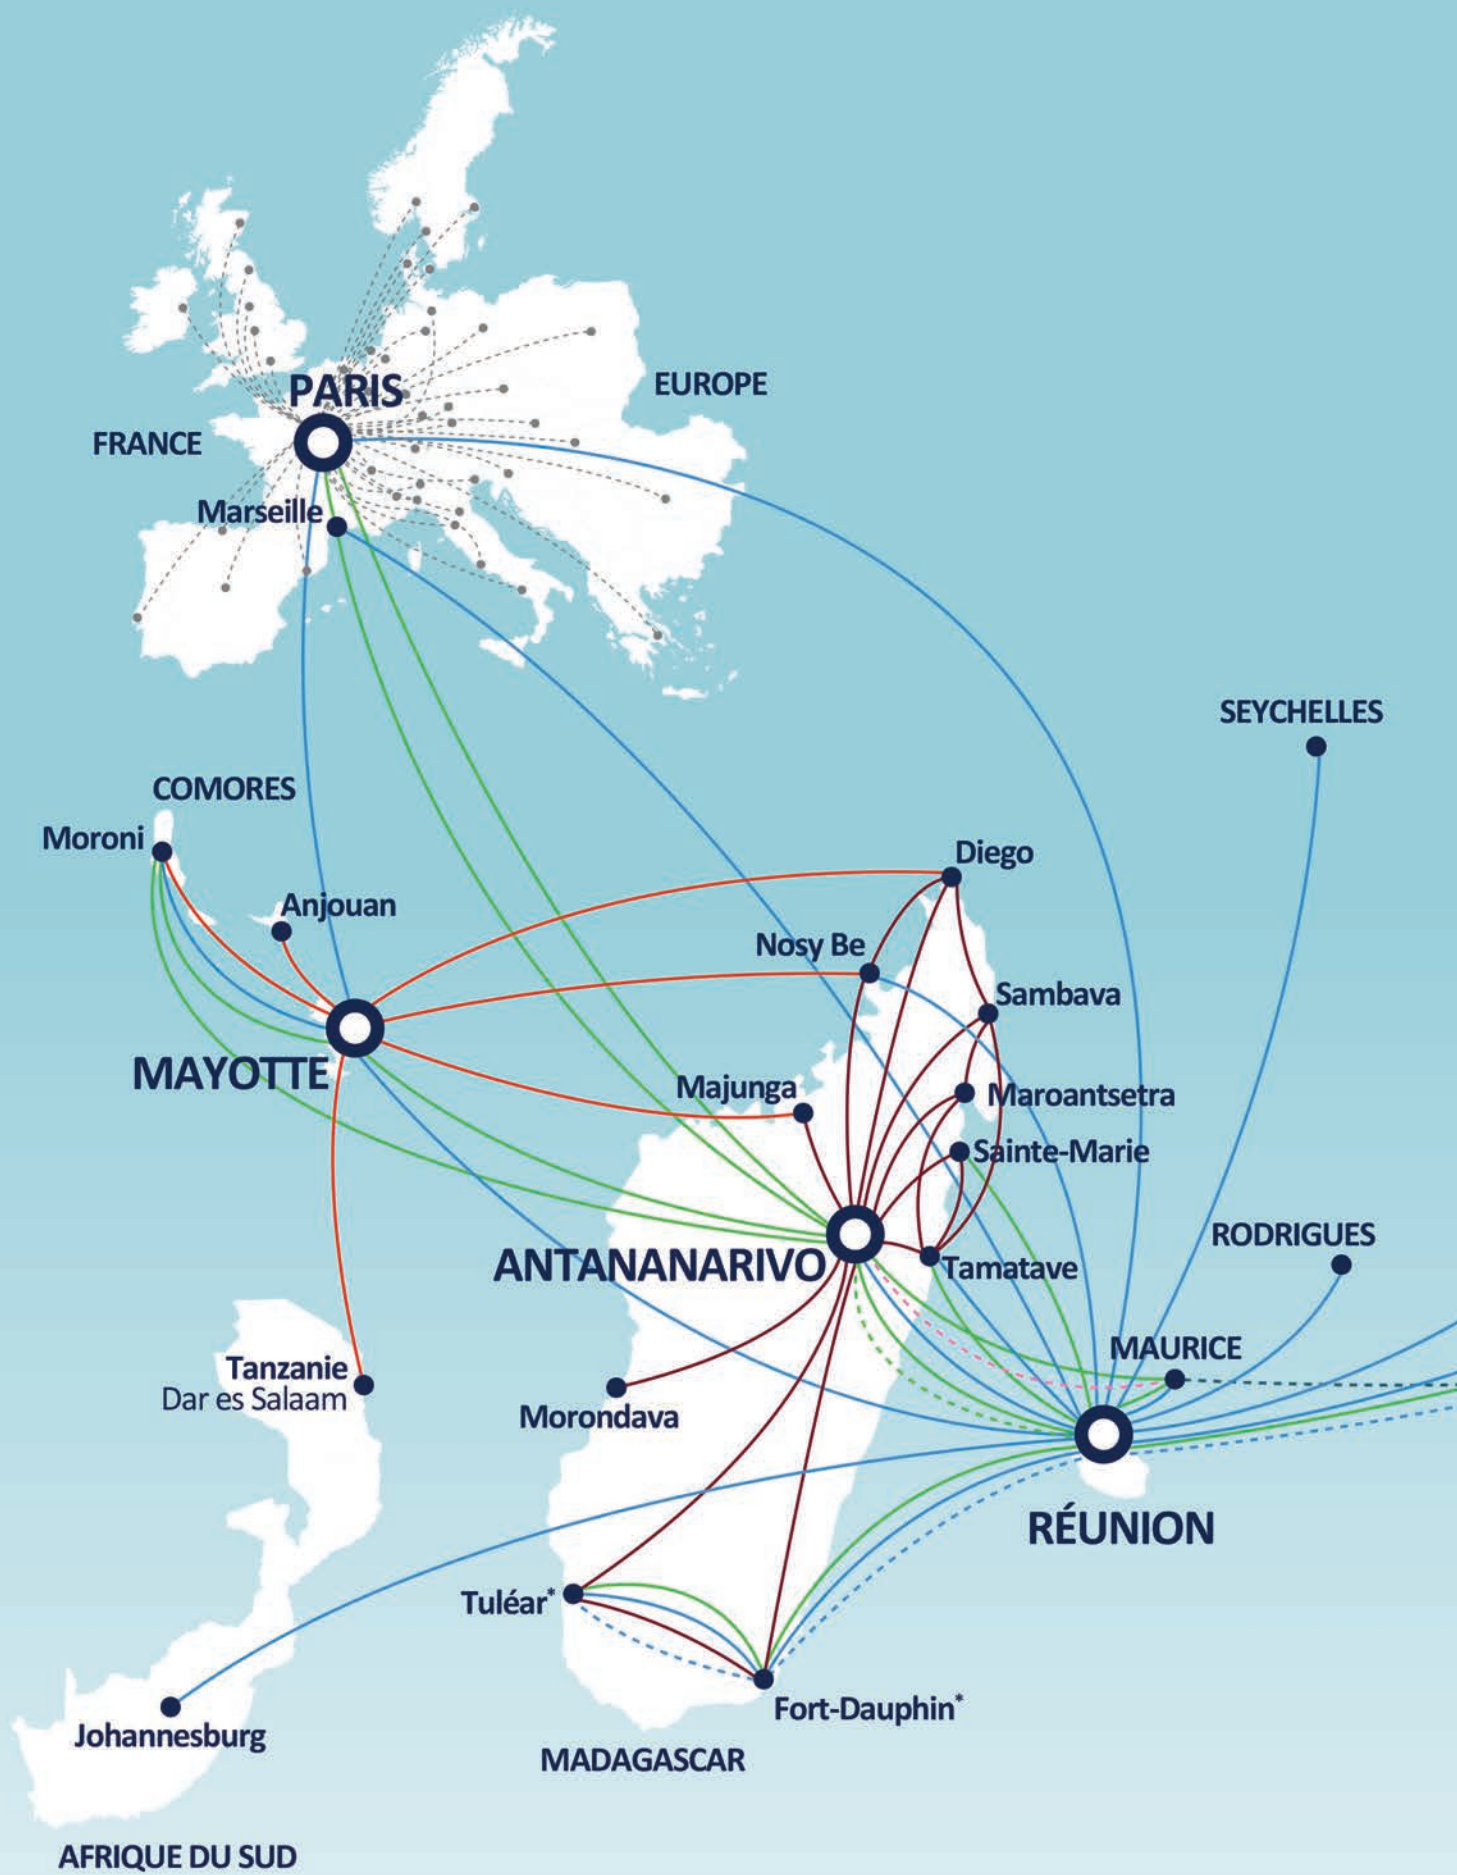 PARIS
EUROPE
FRANCE
Marseille
SEYCHELLES
COMORES
Moroni
Diego
Anjouan
Nosy Be
Sambava
MAYOTTE
Majunga
Maroantsetra
Sainte-Marie
RODRIGUES
ANTANANARIVO
Tamatave
MAURICE
Tanzanie
Dar es Salaam
Morondava
RÉUNION
Tuléar*
Fort-Dauphin*
Johannesburg
MADAGASCAR
AFRIQUE DU SUD